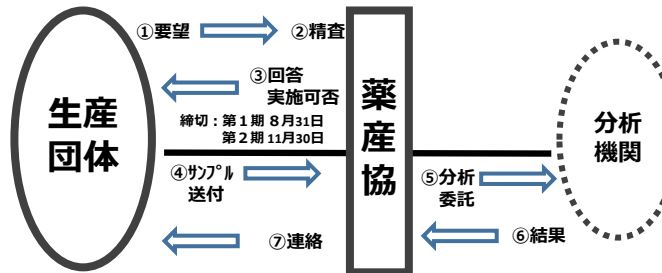 ①要望
②精査
③回答
実施可否
締切：第１期 ８月31日
第２期 11月30日
生産
団体
薬産協
分析
機関
④ｻﾝﾌﾟﾙ
送付
⑤分析
委託
⑥結果
⑦連絡